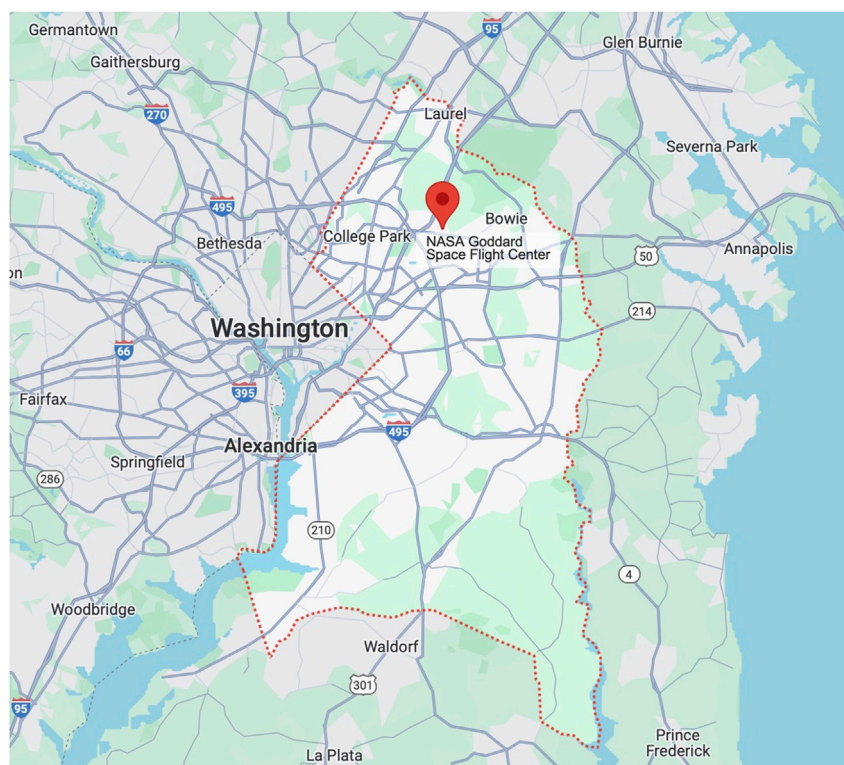 Germantown
95
Glen Burnie
Gaithersburg
270
Laurel
Severna Park
495
Bowie
Bethesda
College Park
NASA Goddard
Space Flight Center
Annapolis
50
on
Washington
214
66
395
Fairfax
495
Alexandria
Springfield
286
210
4
Woodbridge
Waldorf
301
95
Prince
Frederick
La Plata